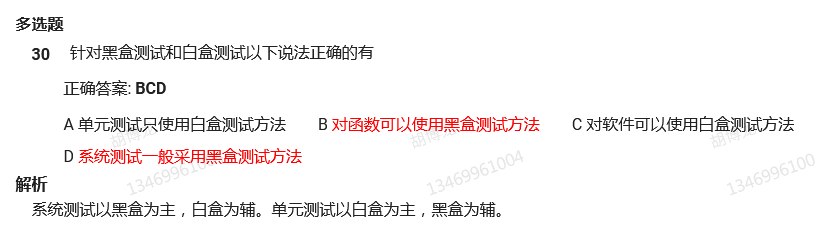 多选题
30 针对黑盒测试和白盒测试以下说法正确的有
正确答案: BCD
A 单元测试只使用白盒测试方法 B 对函数可以使用黑盒测试方法 C 对软件可以使用白盒测试方法
D 系统测试一般采用黑盒测试方法
解析
系统测试以黑盒为主，白盒为辅。单元测试以白盒为主，黑盒为辅。
13469961004
1346996100